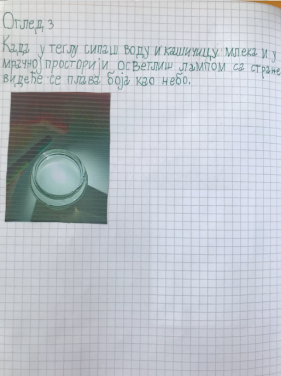 Оглед 3
Када у теглу сипаш воду и кашичицу млека и у
мрачној просторији осветлиш лампом са стране
видеће се плава боја као небо.